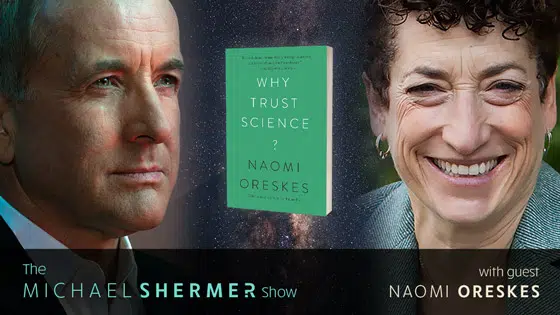 WHY
TRUST
SCIENCE
?
NAOMI
ORESKES
The
MICHAEL SHERMER Show
with guest
NAOMI ORESKES